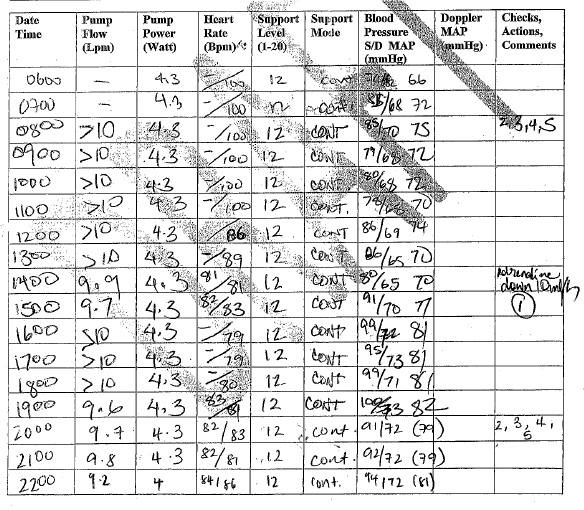 Date Time | Pump Flow (Lpm) | Pump Power (Watt) | Heart Rate (Bpm) | Support Level (1-20) | Support Mode | Blood Pressure S/D MAP (mmHg) | Doppler MAP (mmHg) | Checks, Actions, Comments
0600 – 4.3 –/100 12 cont 66
0700 – 4.3 –/100 12 cont /68 72
0800 >10 4.3 –/100 12 CONT 85/70 75 2,3,4,5
0900 >10 4.3 –/100 12 CONT 79/68 72
1000 >10 4.3 –/100 12 CONT 80/68 72
1100 >10 4.3 –/100 12 CONT. 70
1200 >10 4.3 –/86 12 CONT 86/69 74
1300 >10 4.3 –/89 12 CONT 86/65 70
1400 9.9 4.3 81/81 12 CONT 80/65 70 adrenaline down
1500 9.7 4.3 82/83 12 CONT 91/70 77 1
1600 4.3 –/79 12 CONT 99/72 81
1700 >10 4.3 –/79 12 CONT 95/73 81
1800 >10 4.3 –/80 12 CONT 99/71 81
1900 9.6 4.3 83/81 12 CONT 82
2000 9.7 4.3 82/83 12 cont. 91/72 (79) 2, 3, 4, 5
2100 9.8 4.3 82/81 12 cont. 92/72 (79)
2200 9.2 4 84/86 12 cont. 94/72 (81)